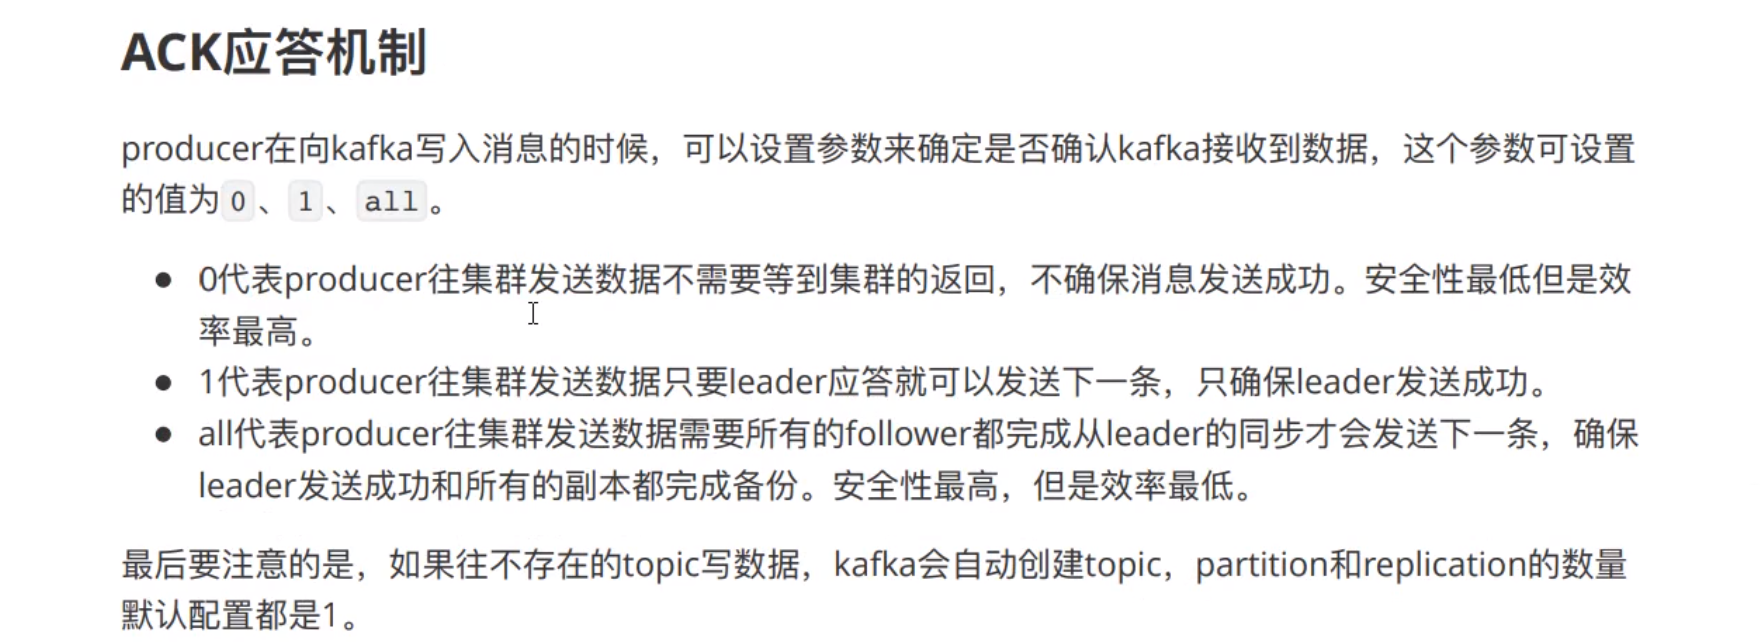 ACK应答机制
producer在向kafka写入消息的时候，可以设置参数来确定是否确认kafka接收到数据，这个参数可设置
的值为 0 、 1 、 all 。
● 0代表producer往集群发送数据不需要等到集群的返回，不确保消息发送成功。安全性最低但是效
率最高。
● 1代表producer往集群发送数据只要leader应答就可以发送下一条，只确保leader发送成功。
● all代表producer往集群发送数据需要所有的follower都完成从leader的同步才会发送下一条，确保
leader发送成功和所有的副本都完成备份。安全性最高，但是效率最低。
最后要注意的是，如果往不存在的topic写数据，kafka会自动创建topic，partition和replication的数量
默认配置都是1。